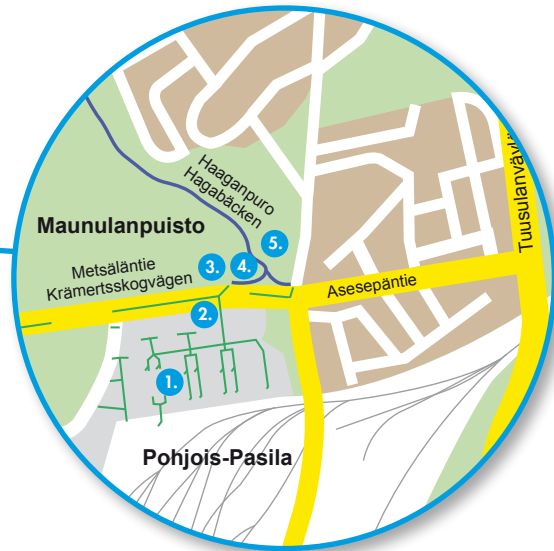 Tuusulanväylä
Haaganpuro
Hagabäcken
Maunulanpuisto
5.
Metsäläntie
Krämertsskogvägen
3.
4.
Asesepäntie
2.
1.
Pohjois-Pasila